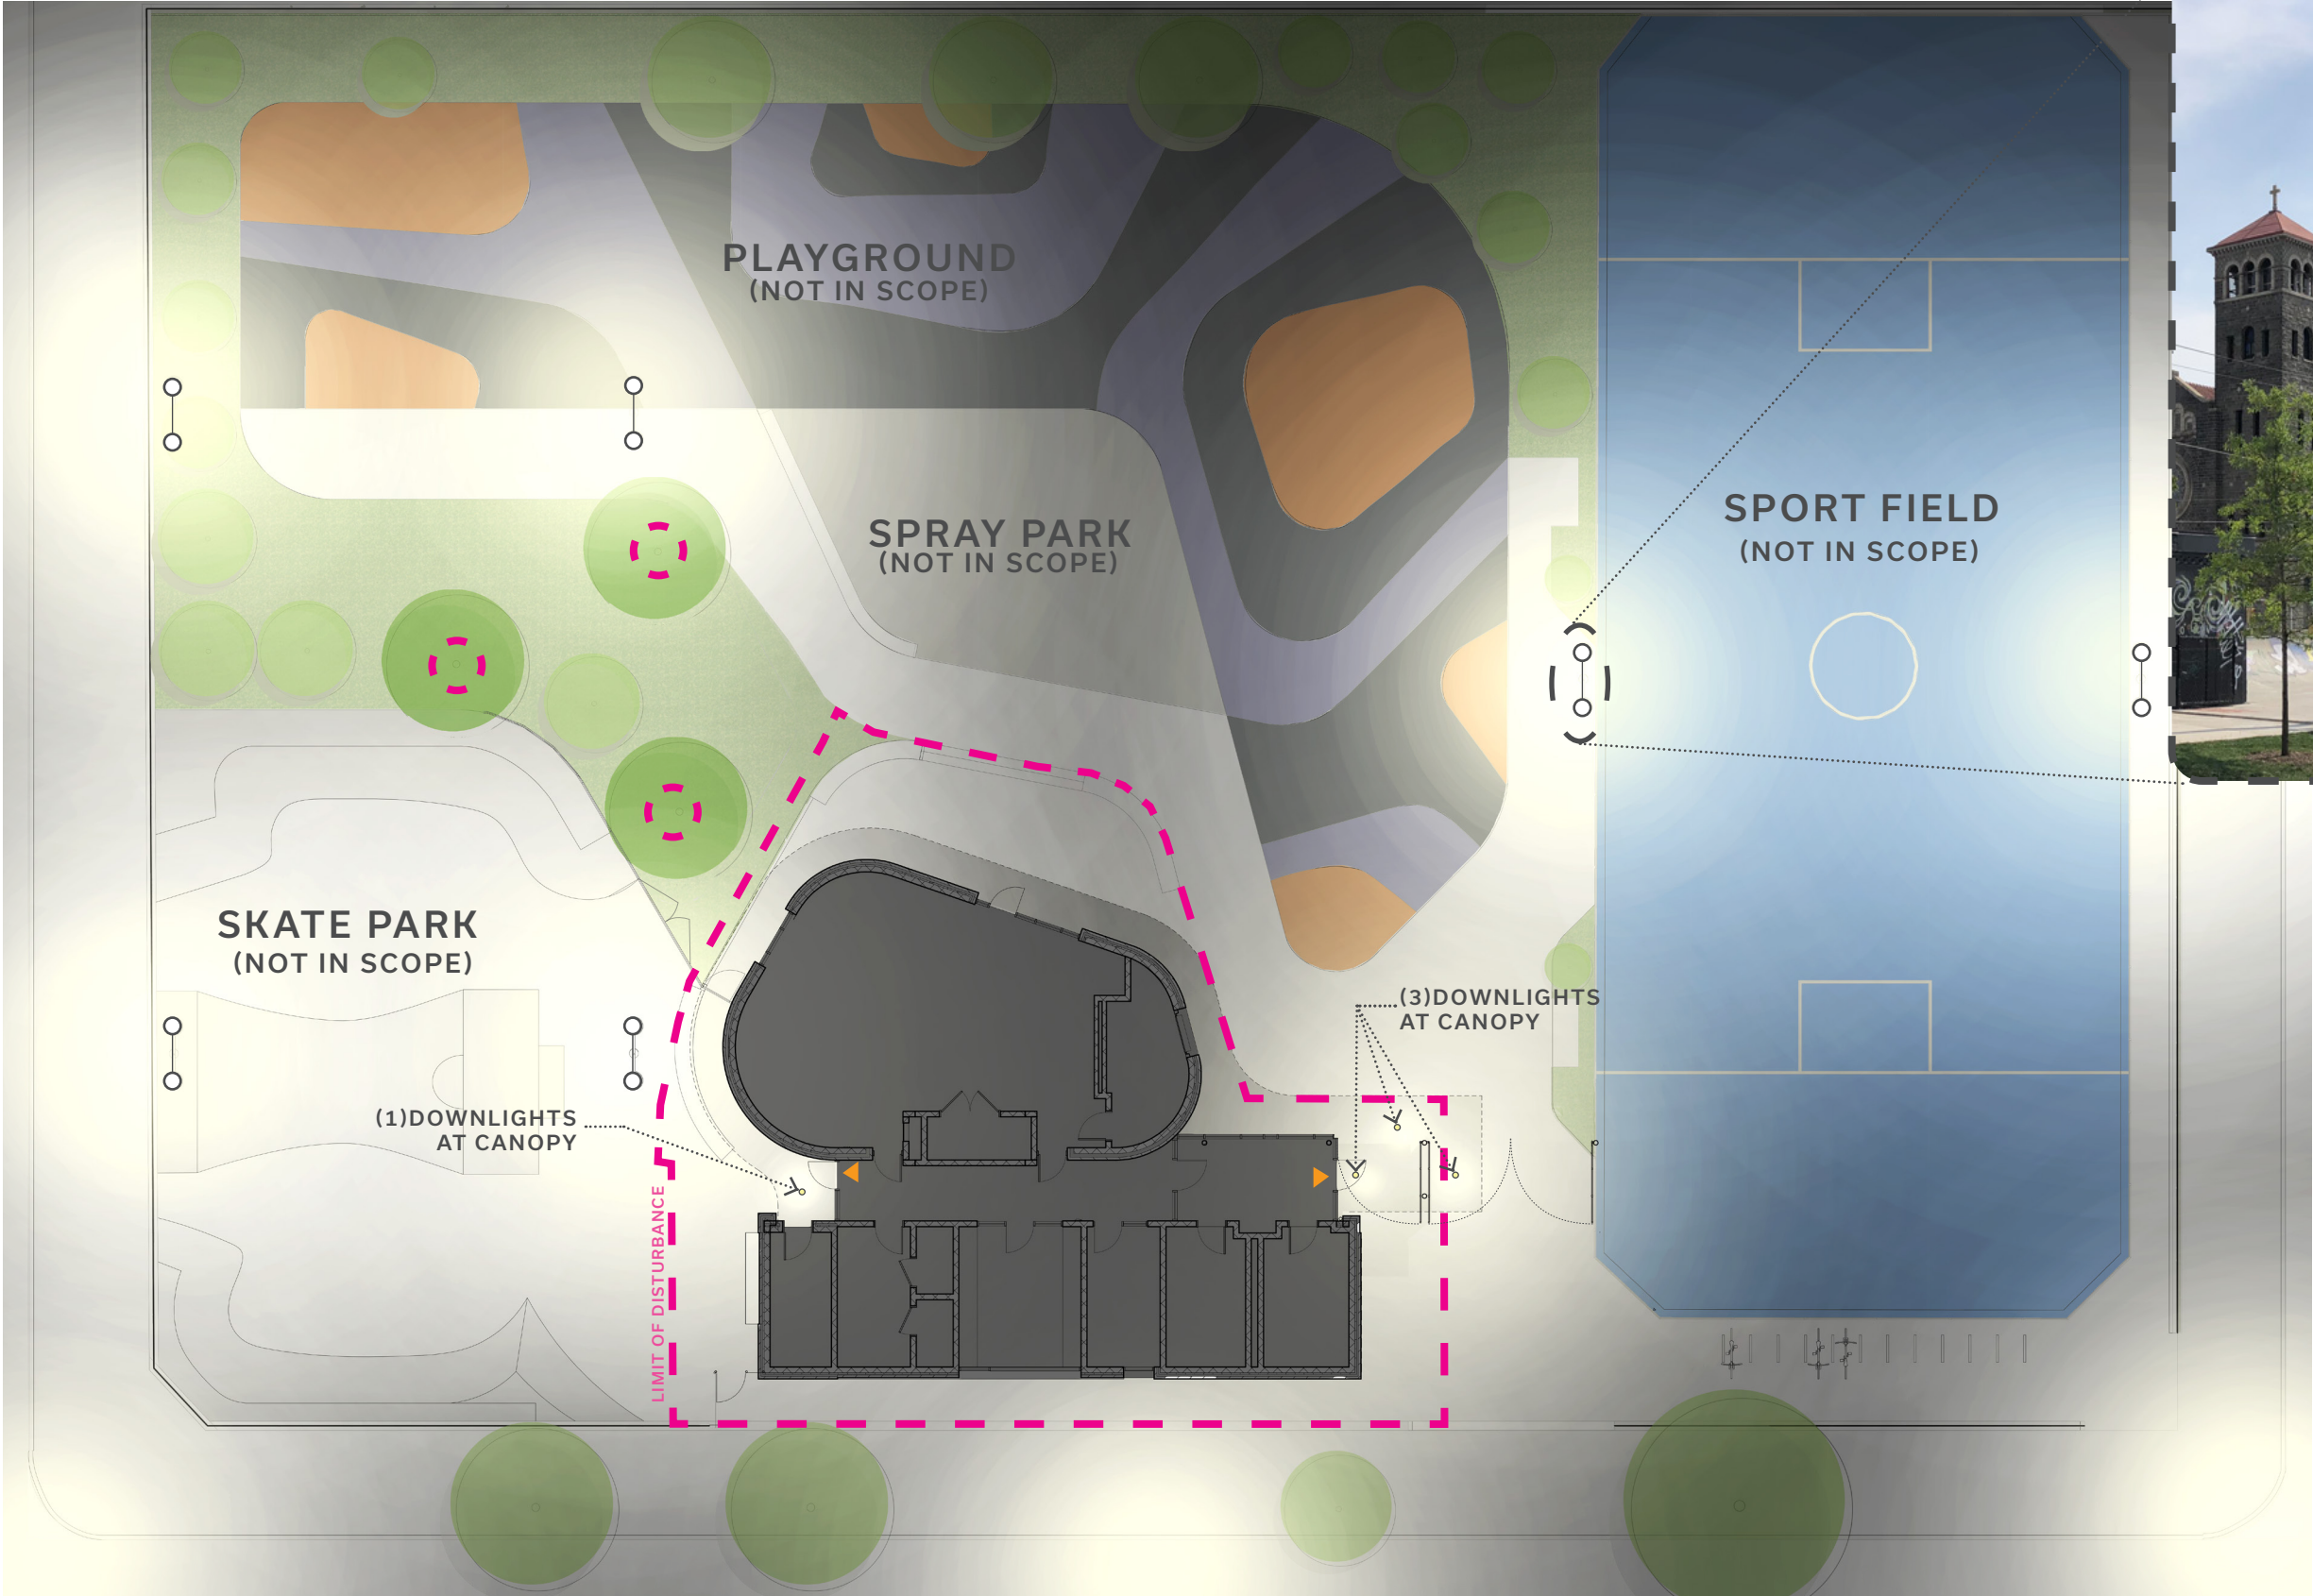 PLAYGROUND
(NOT IN SCOPE)
SPRAY PARK
(NOT IN SCOPE)
SPORT FIELD
(NOT IN SCOPE)
SKATE PARK
(NOT IN SCOPE)
(3)DOWNLIGHTS
AT CANOPY
(1)DOWNLIGHTS
AT CANOPY
LIMIT OF DISTURBANCE